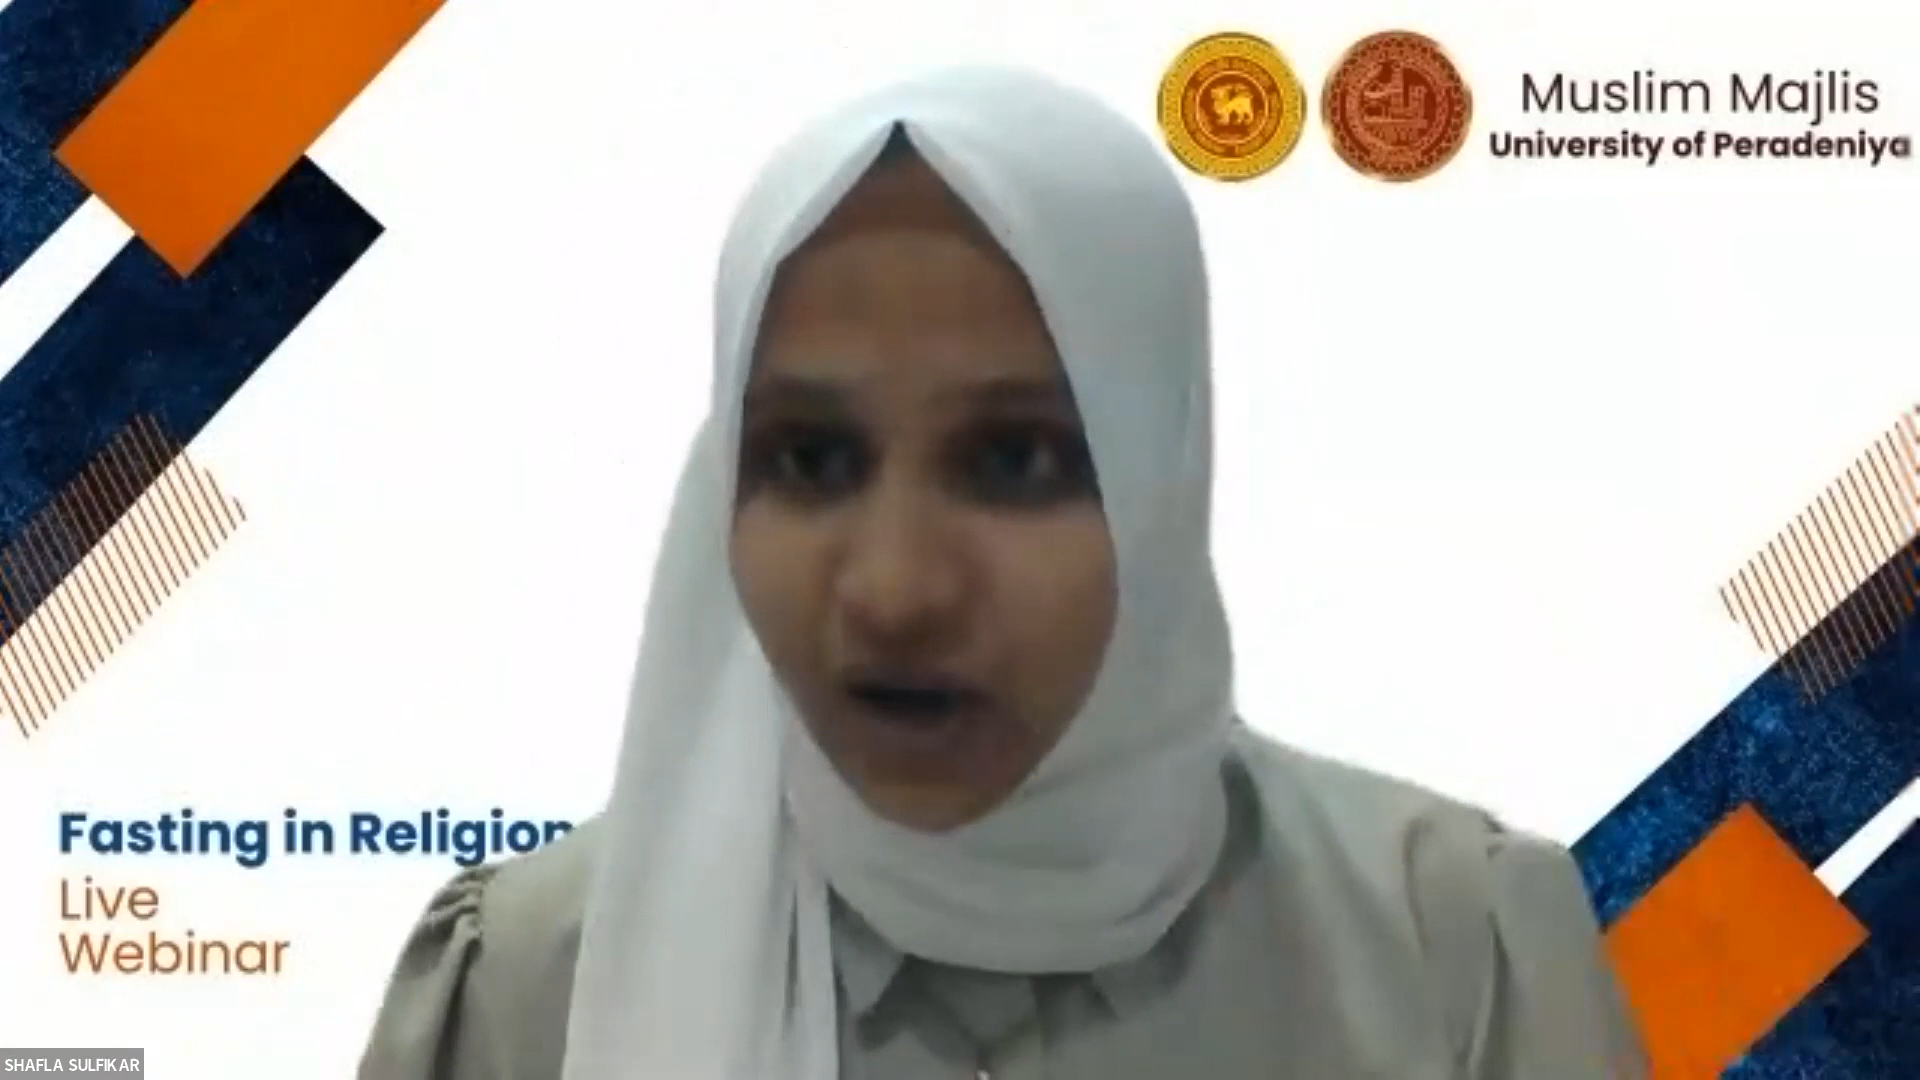 Muslim Majlis
University of Peradeniya
Fasting in Religion
Live
Webinar
SHAFLA SULFIKAR